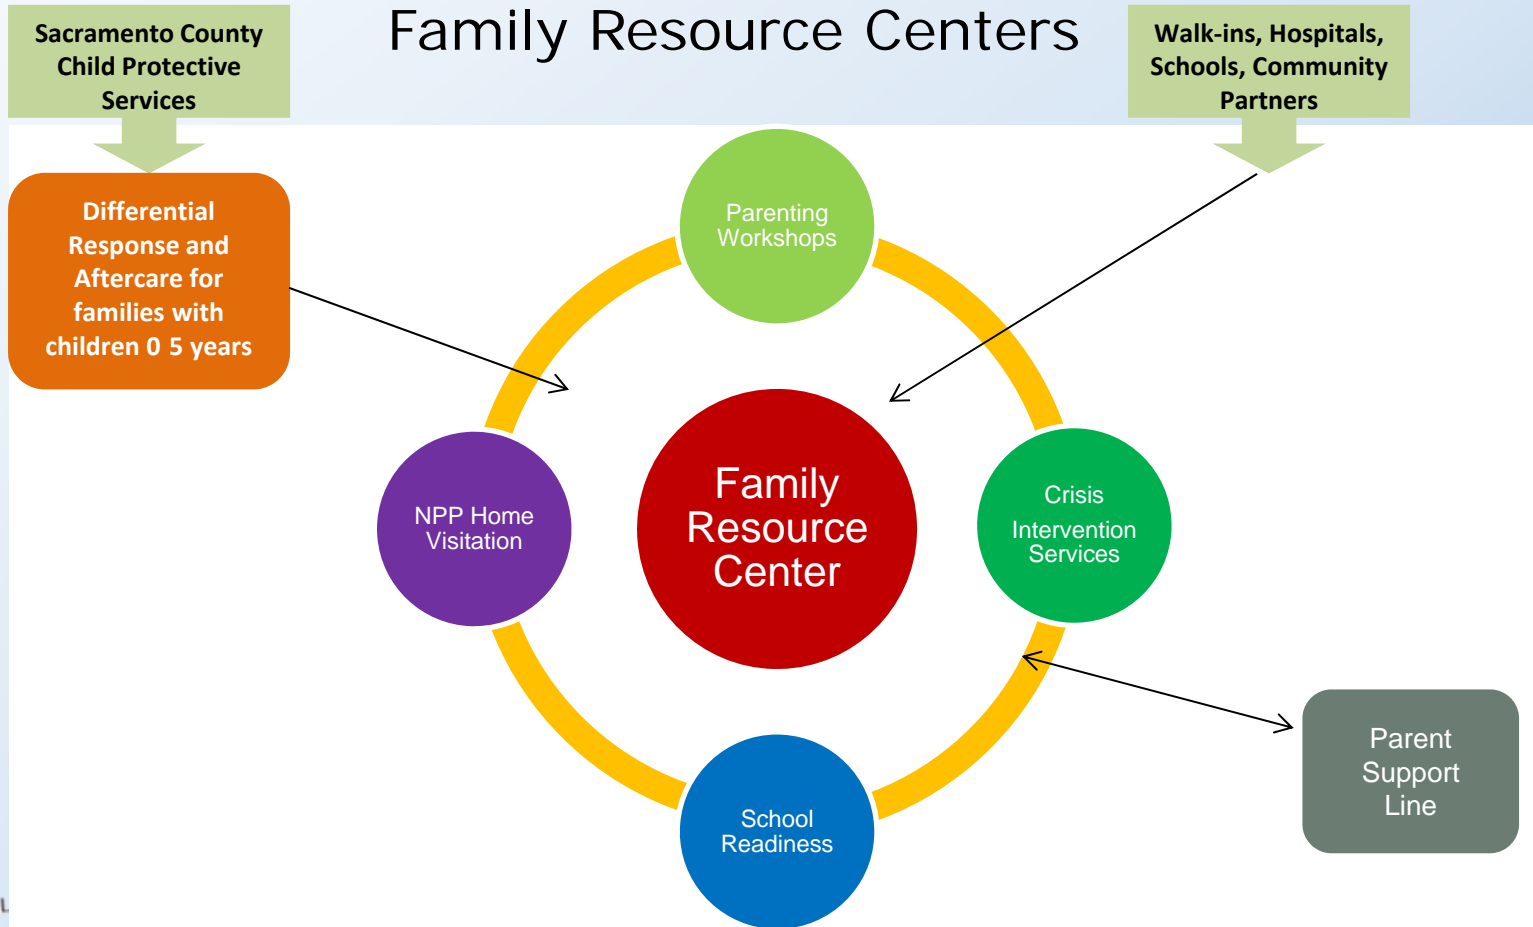 Family Resource Centers
Sacramento County
Child Protective
Services
Walk-ins, Hospitals,
Schools, Community
Partners
Differential
Response and
Aftercare for
families with
children 0 5 years
Parenting
Workshops
NPP Home
Visitation
Family
Resource
Center
Crisis
Intervention
Services
School
Readiness
Parent
Support
Line